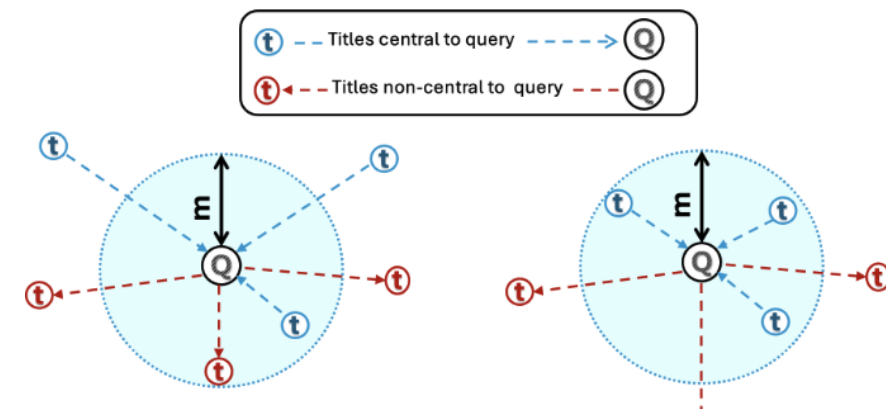 t Titles central to query Q
t Titles non-central to query Q
t t t t
m m
Q Q
t t t t
t t
t